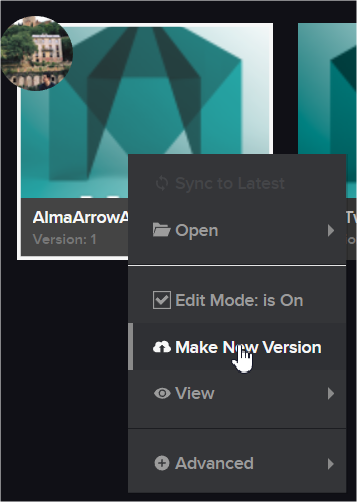 Sync to Latest
AlmaArrowA
Version: 1
Open
Edit Mode: is On
Make New Version
View
Advanced